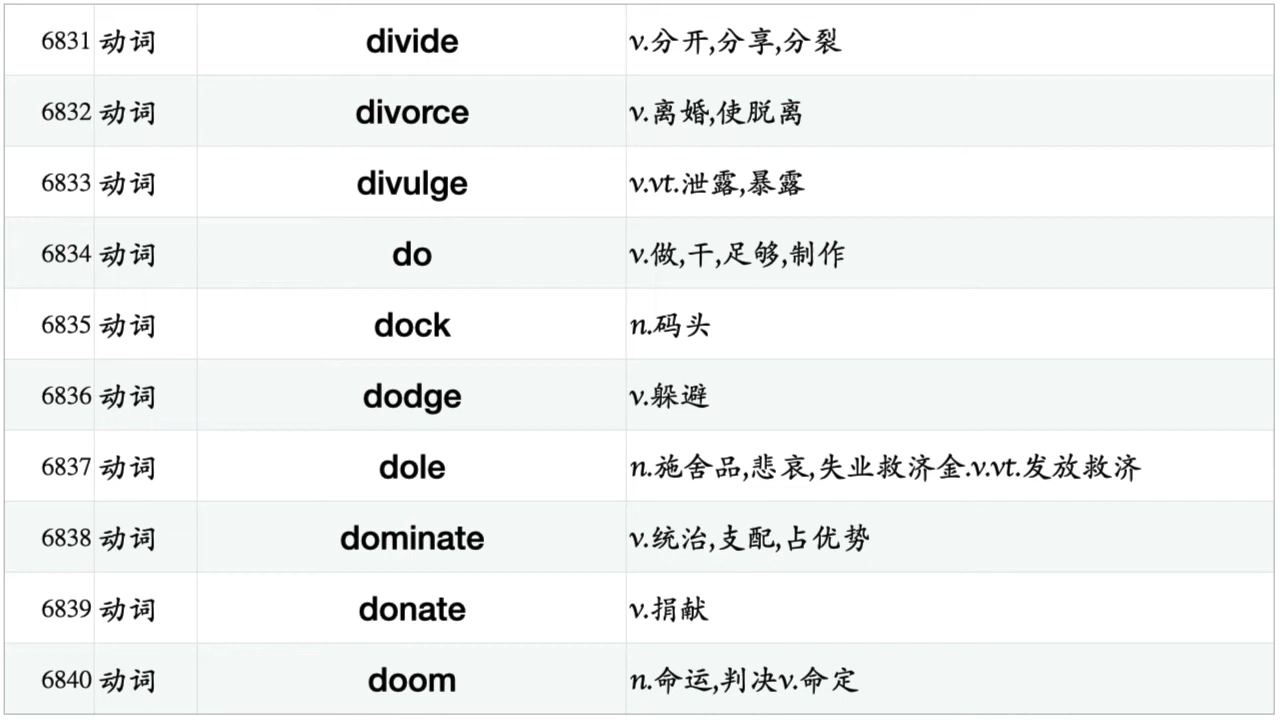 6831 动词 divide v.分开,分享,分裂
6832 动词 divorce v.离婚,使脱离
6833 动词 divulge v.vt.泄露,暴露
6834 动词 do v.做,干,足够,制作
6835 动词 dock n.码头
6836 动词 dodge v.躲避
6837 动词 dole n.施舍品,悲哀,失业救济金.v.vt.发放救济
6838 动词 dominate v.统治,支配,占优势
6839 动词 donate v.捐献
6840 动词 doom n.命运,判决v.命定